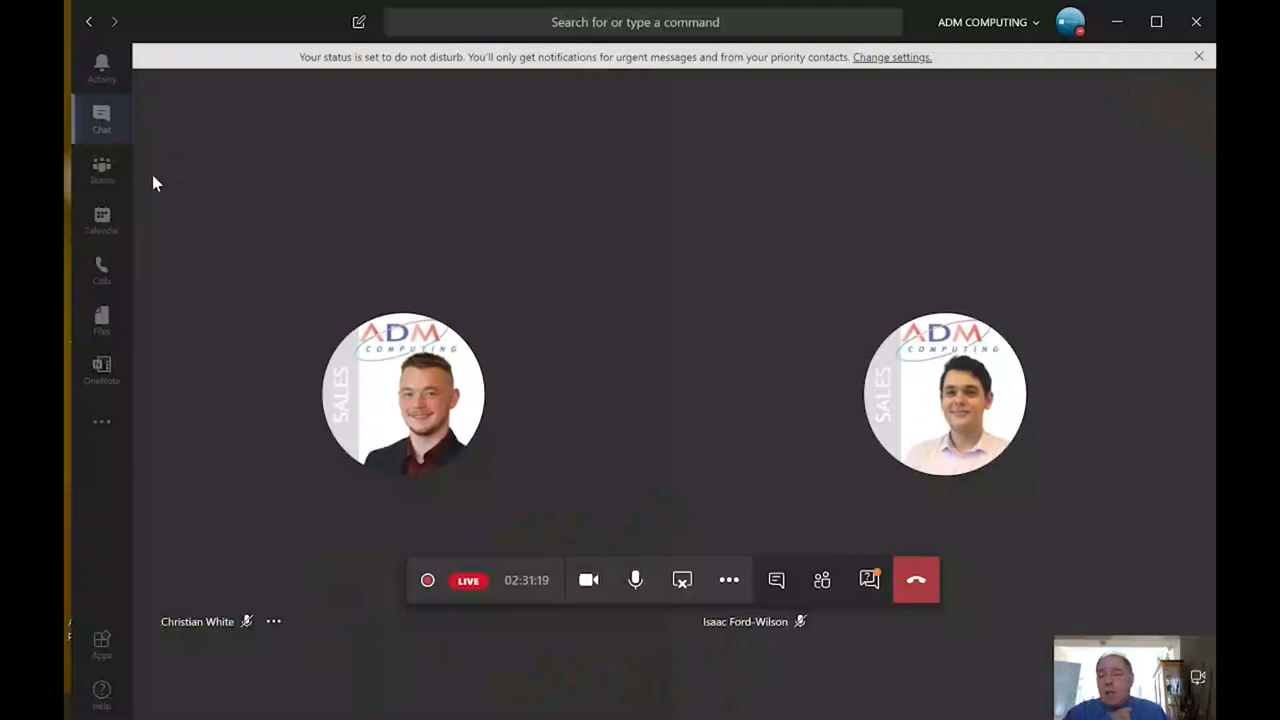 Search for or type a command
ADM COMPUTING
Your status is set to do not disturb. You'll only get notifications for urgent messages and from your priority contacts. Change settings.
Activity
Chat
Calendar
Calls
Files
OneNote
ADM
COMPUTING
SALES
ADM
COMPUTING
SALES
LIVE
02:31:19
Christian White
Isaac Ford-Wilson
Apps
Help